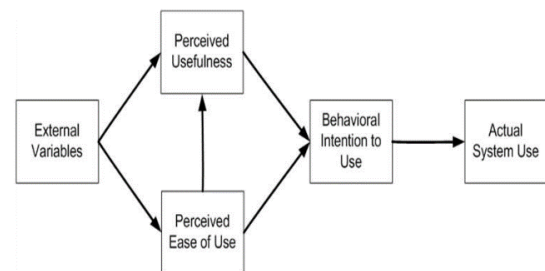 Perceived
Usefulness
External
Variables
Behavioral
Intention to
Use
Actual
System Use
Perceived
Ease of Use